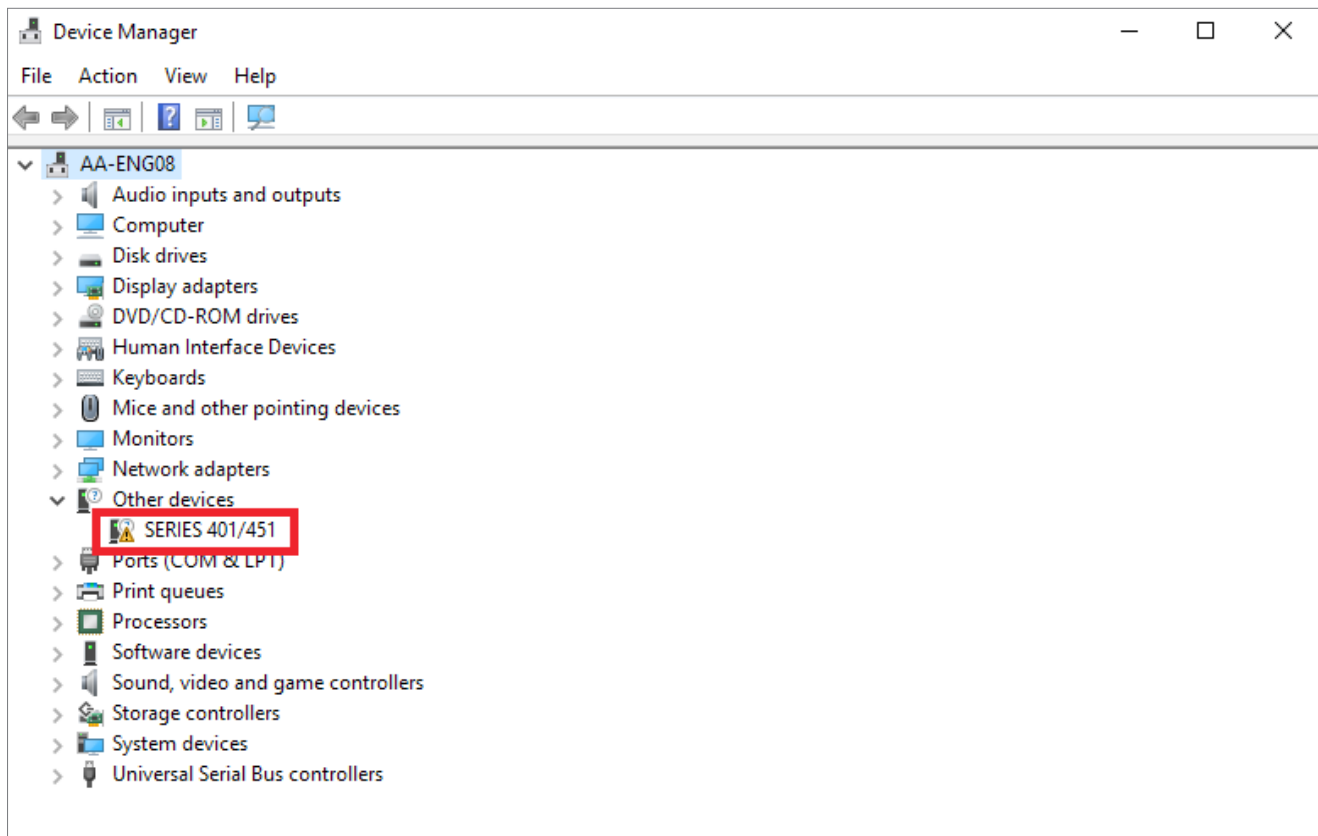 Device Manager
File Action View Help
AA-ENG08
Audio inputs and outputs
Computer
Disk drives
Display adapters
DVD/CD-ROM drives
Human Interface Devices
Keyboards
Mice and other pointing devices
Monitors
Network adapters
Other devices
SERIES 401/451
Ports (COM & LPT)
Print queues
Processors
Software devices
Sound, video and game controllers
Storage controllers
System devices
Universal Serial Bus controllers